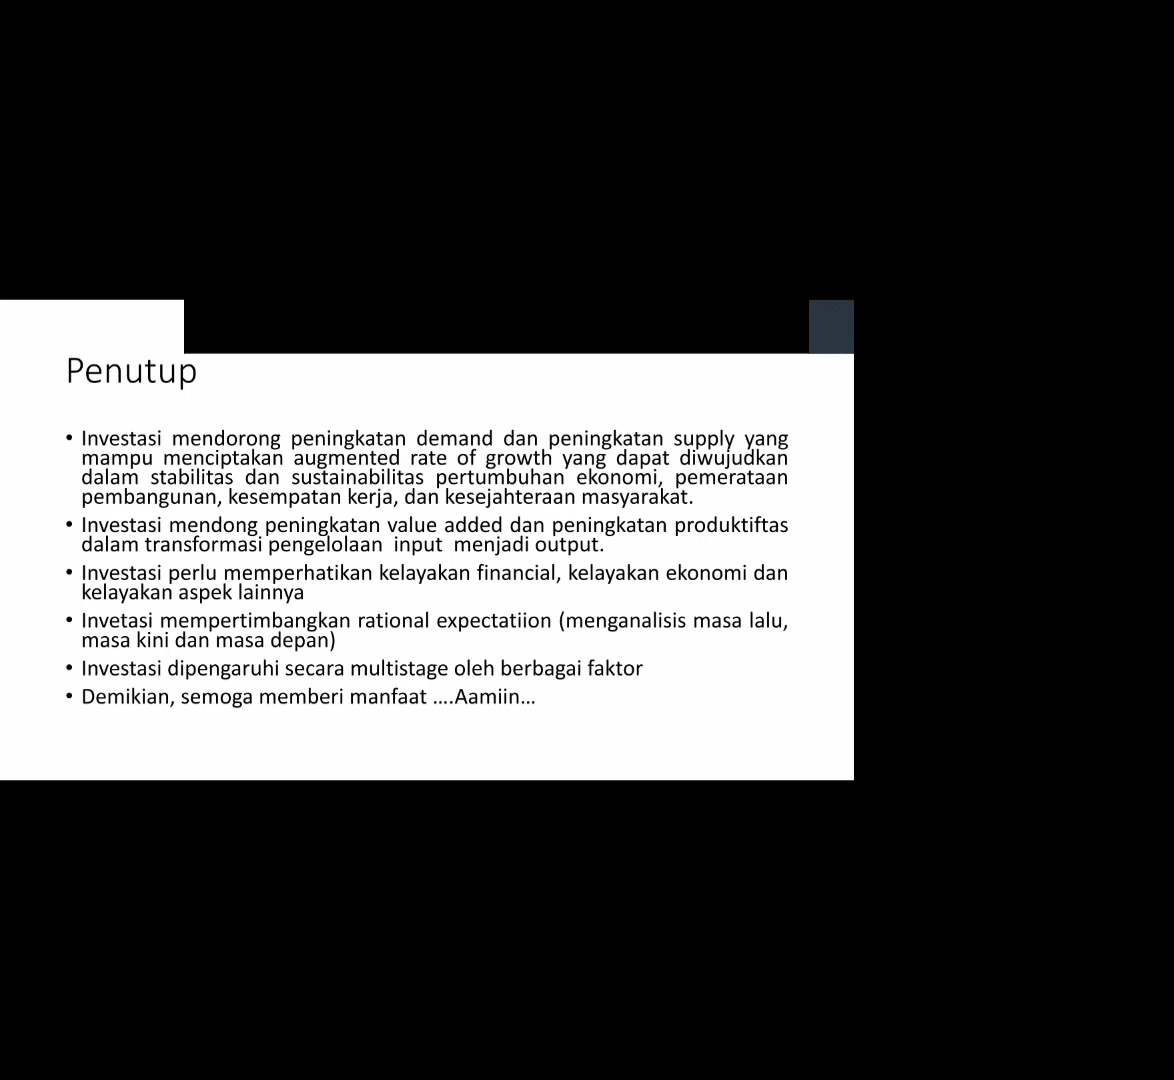 Penutup
• Investasi mendorong peningkatan demand dan peningkatan supply yang
mampu menciptakan augmented rate of growth yang dapat diwujudkan
dalam stabilitas dan sustainabilitas pertumbuhan ekonomi, pemerataan
pembangunan, kesempatan kerja, dan kesejahteraan masyarakat.
• Investasi mendong peningkatan value added dan peningkatan produktiftas
dalam transformasi pengelolaan input menjadi output.
• Investasi perlu memperhatikan kelayakan financial, kelayakan ekonomi dan
kelayakan aspek lainnya
• Invetasi mempertimbangkan rational expectatiion (menganalisis masa lalu,
masa kini dan masa depan)
• Investasi dipengaruhi secara multistage oleh berbagai faktor
• Demikian, semoga memberi manfaat ....Aamiin...